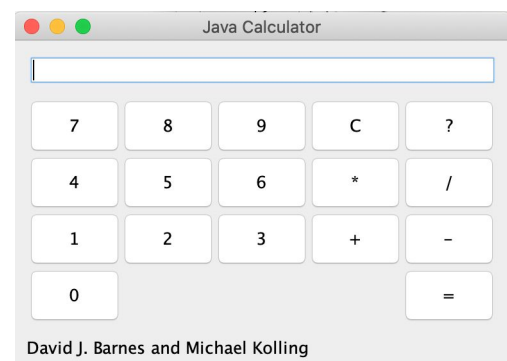 Java Calculator
7 8 9 C ?
4 5 6 * /
1 2 3 + -
0 =
David J. Barnes and Michael Kolling